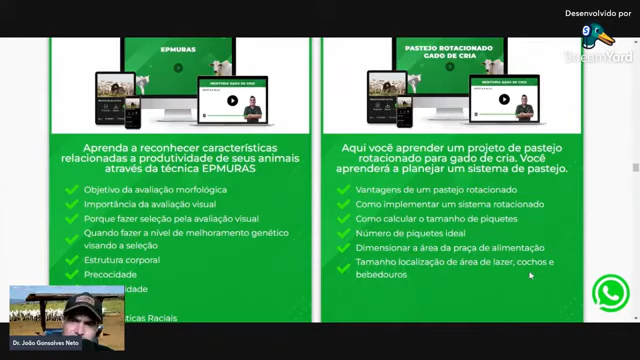 Desenvolvido por
StreamYard
EPMURAS
PASTEJO ROTACIONADO
GADO DE CRIA
Aprenda a reconhecer características
relacionadas a produtividade de seus animais
através da técnica EPMURAS
Objetivo da avaliação morfológica
Importância da avaliação visual
Porque fazer seleção pela avaliação visual
Quando fazer a nível de melhoramento genético
visando a seleção
Estrutura corporal
Precocidade
Aqui você aprender um projeto de pastejo
rotacionado para gado de cria. Você
aprenderá a planejar um sistema de pastejo.
Vantagens de um pastejo rotacionado
Como implementar um sistema rotacionado
Como calcular o tamanho de piquetes
Número de piquetes ideal
Dimensionar a área da praça de alimentação
Tamanho localização de área de lazer, cochos e
bebedouros
Raciais
Dr. João Gonsalves Neto